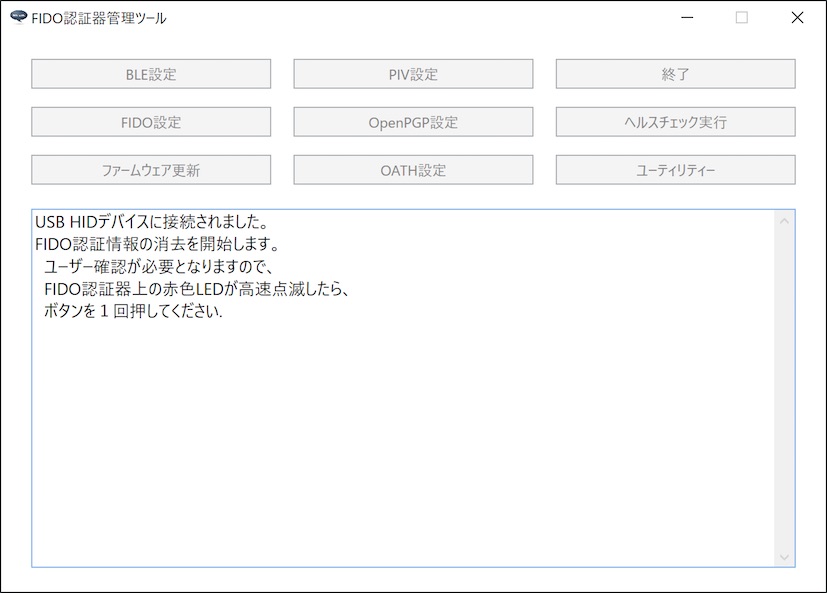 FIDO認証器管理ツール
BLE設定
PIV設定
終了
FIDO設定
OpenPGP設定
ヘルスチェック実行
ファームウェア更新
OATH設定
ユーティリティー
USB HIDデバイスに接続されました。
FIDO認証情報の消去を開始します。
ユーザー確認が必要となりますので、
FIDO認証器上の赤色LEDが高速点滅したら、
ボタンを１回押してください.